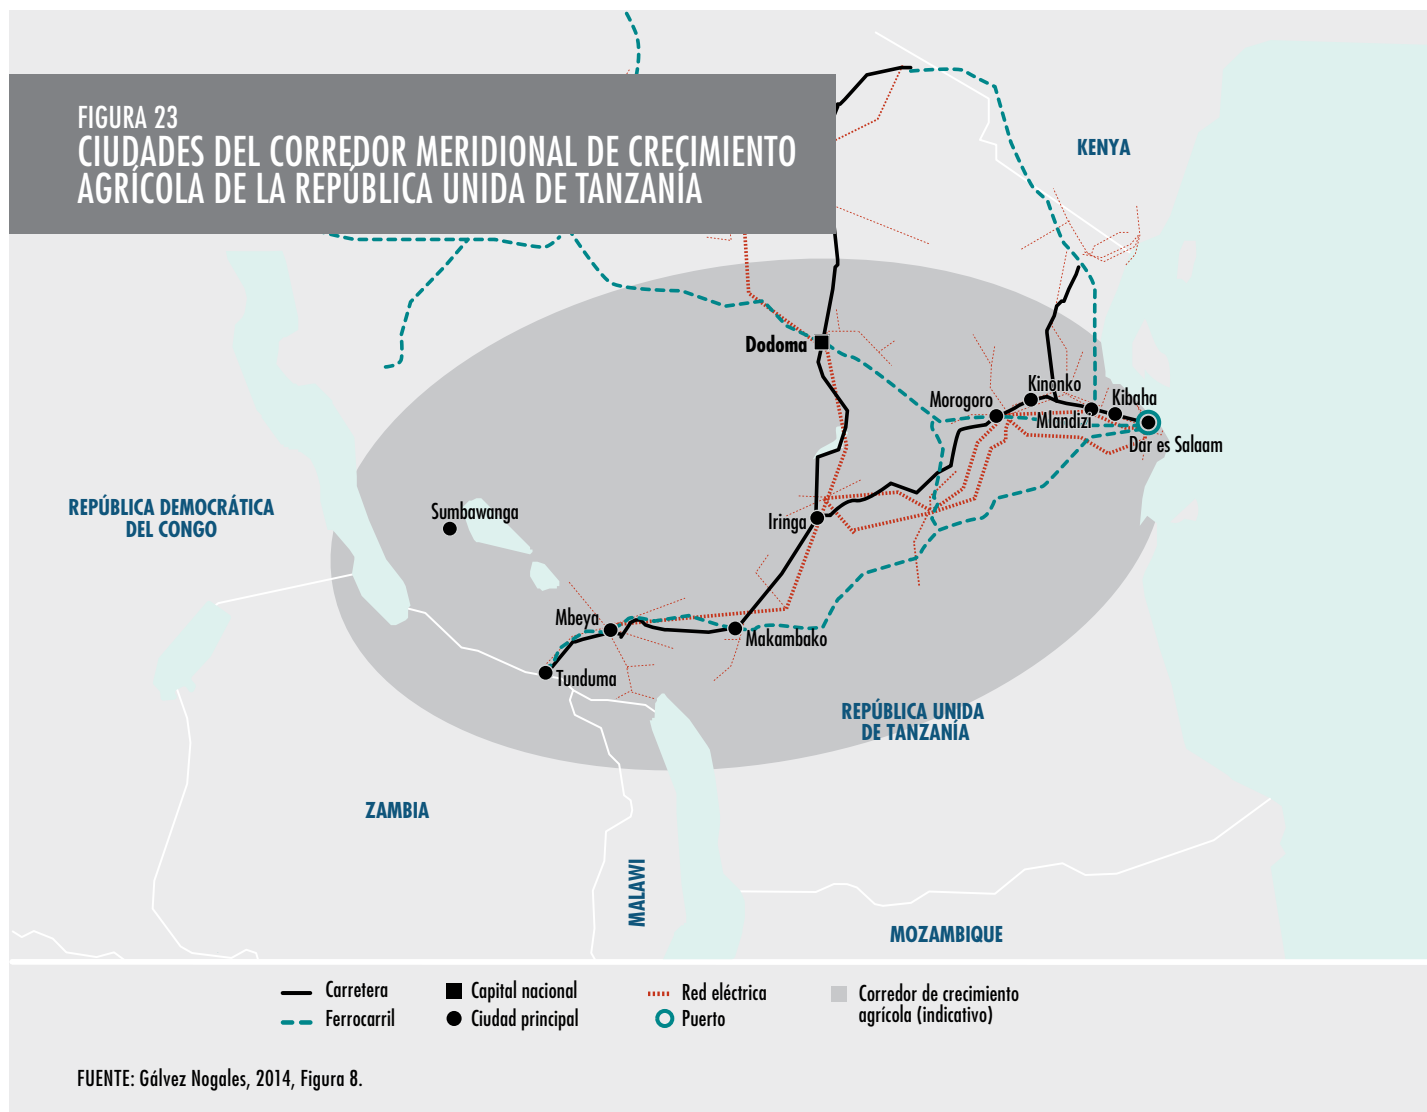 FIGURA 23
CIUDADES DEL CORREDOR MERIDIONAL DE CRECIMIENTO
AGRÍCOLA DE LA REPÚBLICA UNIDA DE TANZANÍA
KENYA
Dodoma
Kinonko
Kibaha
Morogoro
Mlandizi
Dar es Salaam
REPÚBLICA DEMOCRÁTICA
DEL CONGO
Sumbawanga
Iringa
Mbeya
Makambako
Tunduma
REPÚBLICA UNIDA
DE TANZANÍA
ZAMBIA
MALAWI
MOZAMBIQUE
Carretera
Ferrocarril
Capital nacional
Ciudad principal
Red eléctrica
Puerto
Corredor de crecimiento
agrícola (indicativo)
FUENTE: Gálvez Nogales, 2014, Figura 8.